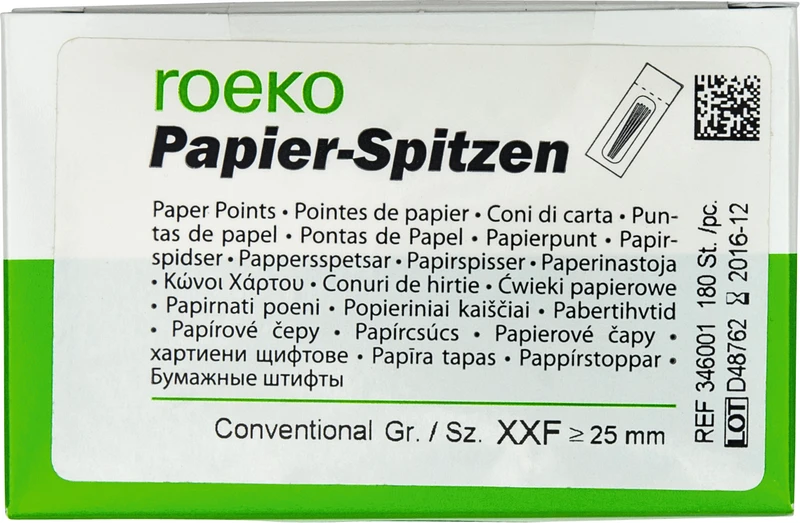 roeko
Papier-Spitzen
Paper Points • Pointes de papier • Coni di carta • Pun-
tas de papel • Pontas de Papel • Papierpunt • Papir-
spidser • Pappersspetsar • Papirspisser • Paperinastoja
• Κώνοι Χάρτου • Conuri de hirtie • Ćwieki papierowe
• Papirnati poeni • Popieriniai kaiščiai • Pabertihvtid
• Papírové čepy • Papírcsúcs • Papierové čapy •
хартиени щифтове • Papīra tapas • Pappírstoppar •
Бумажные штифты
Conventional Gr. / Sz. XXF ≥ 25 mm
REF 346001 180 St. /pc.
LOT D48762 2016-12